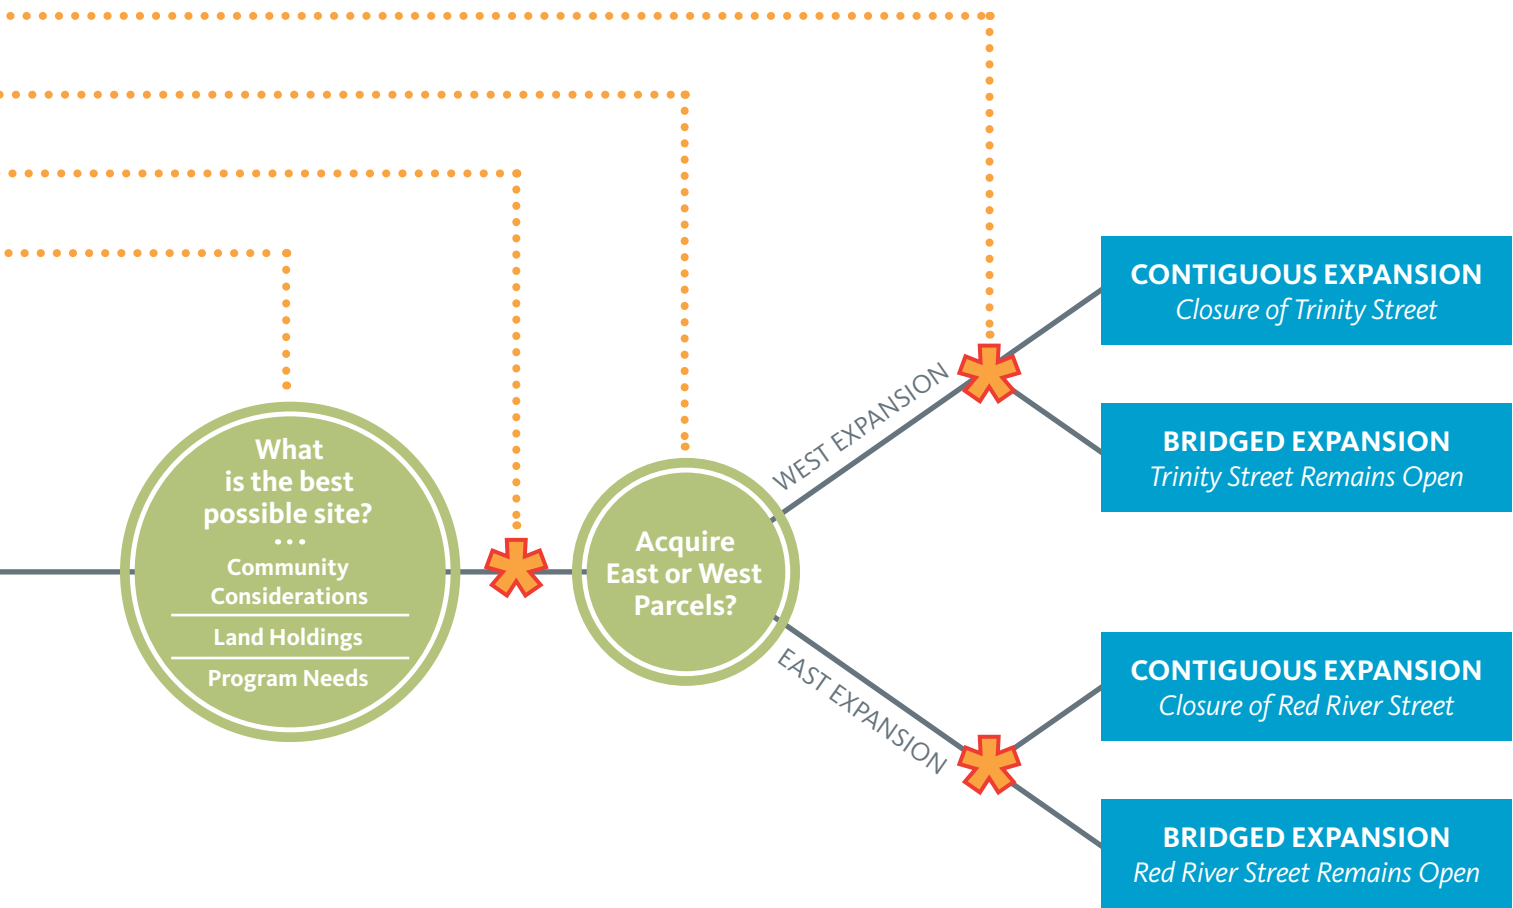 What
is the best
possible site?
...
Community
Considerations
Land Holdings
Program Needs
Acquire
East or West
Parcels?
WEST EXPANSION
EAST EXPANSION
CONTIGUOUS EXPANSION
Closure of Trinity Street
BRIDGED EXPANSION
Trinity Street Remains Open
CONTIGUOUS EXPANSION
Closure of Red River Street
BRIDGED EXPANSION
Red River Street Remains Open